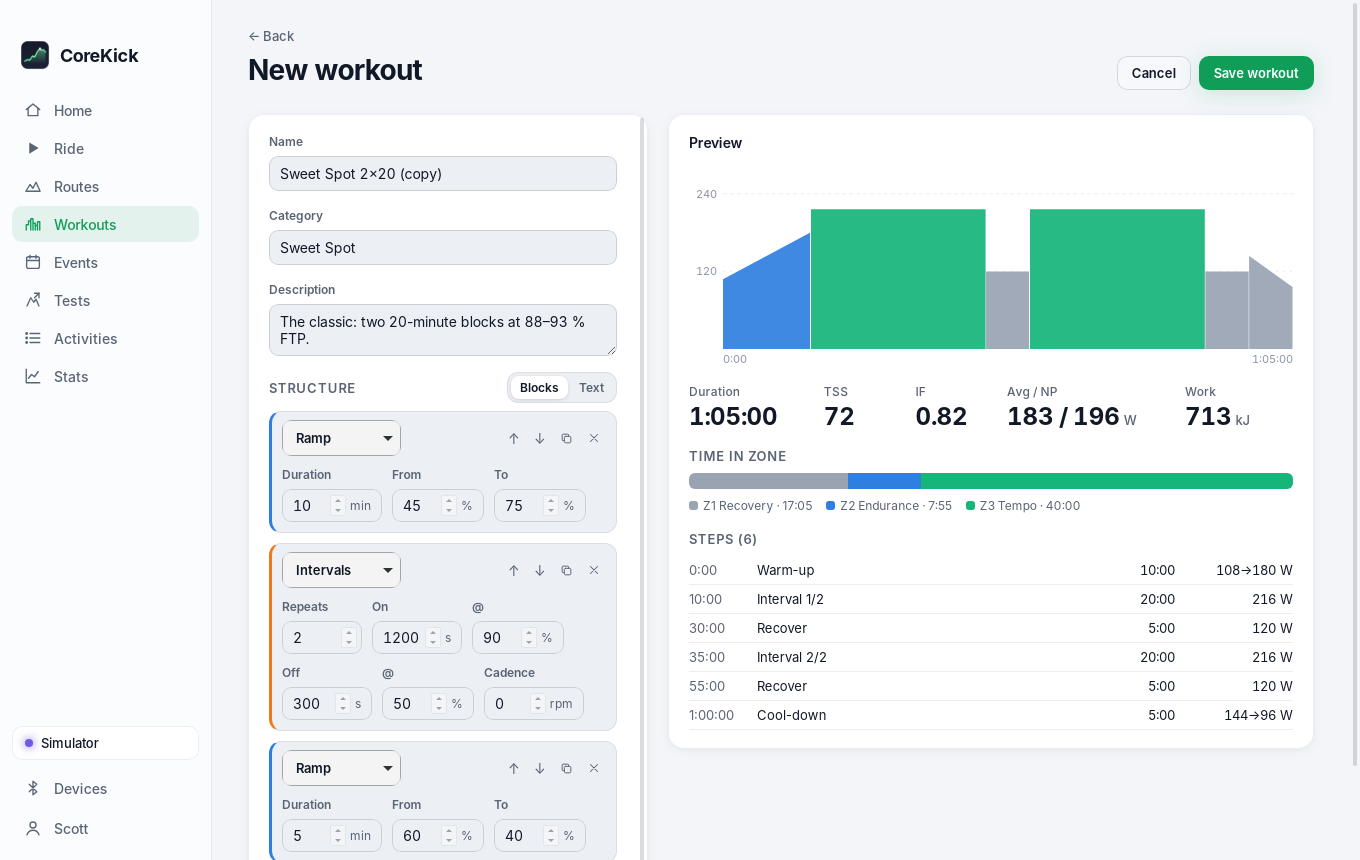 CoreKick
Home
Ride
Routes
Workouts
Events
Tests
Activities
Stats
Simulator
Devices
Scott
← Back
New workout
Cancel
Save workout
Name
Sweet Spot 2×20 (copy)
Category
Sweet Spot
Description
The classic: two 20-minute blocks at 88–93 %
FTP.
STRUCTURE
Blocks Text
Ramp
Duration From To
10 min 45 % 75 %
Intervals
Repeats On @
2 1200 s 90 %
Off @ Cadence
300 s 50 % 0 rpm
Ramp
Duration From To
5 min 60 % 40 %
Preview
240
120
0:00 1:05:00
Duration TSS IF Avg / NP Work
1:05:00 72 0.82 183 / 196 W 713 kJ
TIME IN ZONE
Z1 Recovery · 17:05 Z2 Endurance · 7:55 Z3 Tempo · 40:00
STEPS (6)
0:00 Warm-up 10:00 108→180 W
10:00 Interval 1/2 20:00 216 W
30:00 Recover 5:00 120 W
35:00 Interval 2/2 20:00 216 W
55:00 Recover 5:00 120 W
1:00:00 Cool-down 5:00 144→96 W